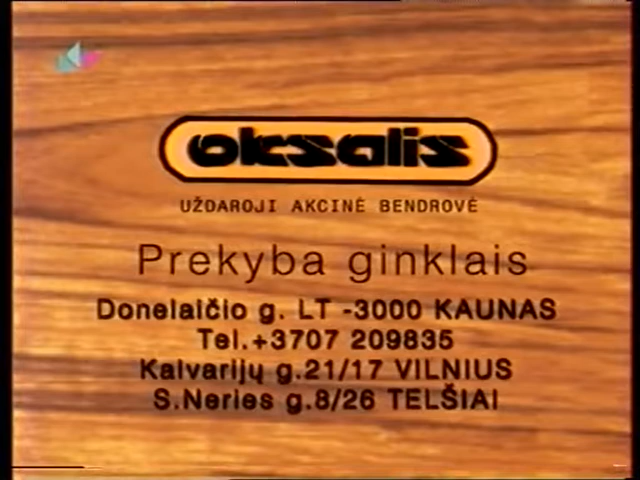 oksalis
UŽDAROJI AKCINĖ BENDROVĖ
Prekyba ginklais
Donelaičio g. LT -3000 KAUNAS
Tel.+3707 209835
Kalvarijų g.21/17 VILNIUS
S.Neries g.8/26 TELŠIAI